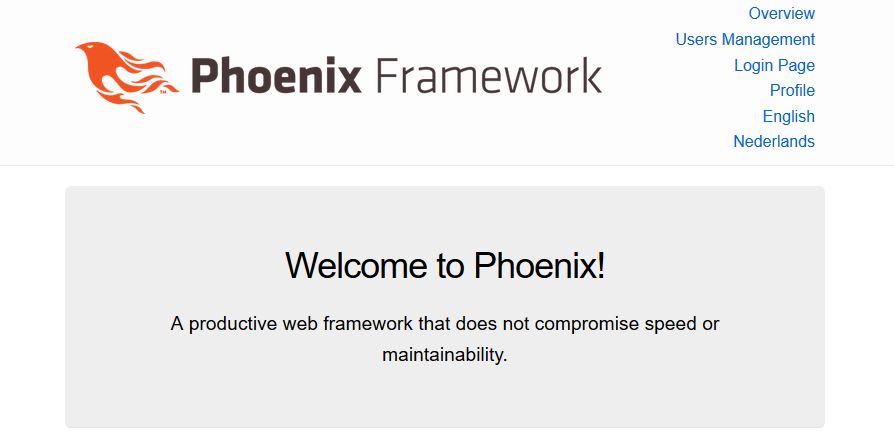 Phoenix Framework
Overview
Users Management
Login Page
Profile
English
Nederlands
Welcome to Phoenix!
A productive web framework that does not compromise speed or
maintainability.